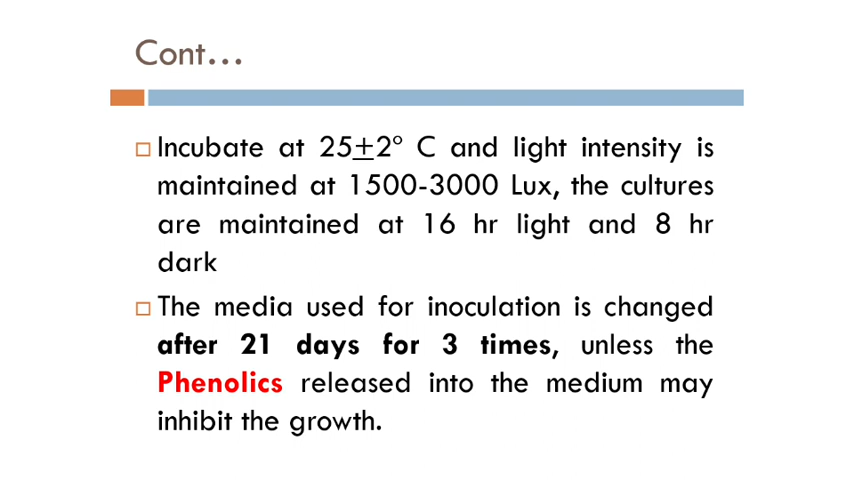 Cont…
Incubate at 25±2° C and light intensity is
maintained at 1500-3000 Lux, the cultures
are maintained at 16 hr light and 8 hr
dark
The media used for inoculation is changed
after 21 days for 3 times, unless the
Phenolics released into the medium may
inhibit the growth.